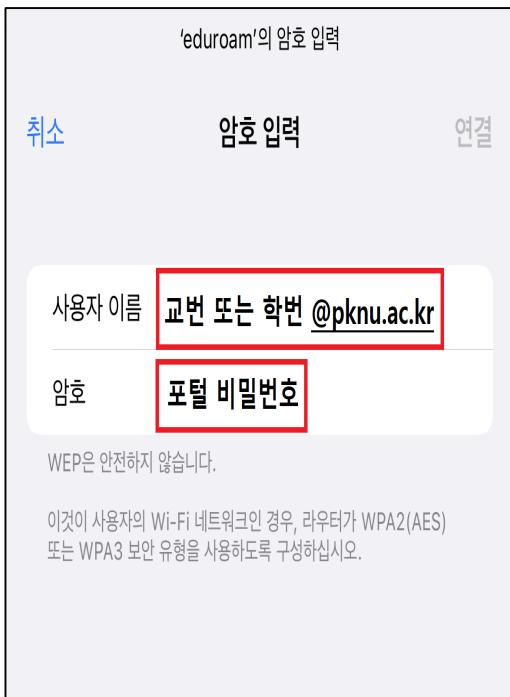 'eduroam'의 암호 입력
취소 암호 입력 연결
사용자 이름 교번 또는 학번 @pknu.ac.kr
암호 포털 비밀번호
WEP은 안전하지 않습니다.
이것이 사용자의 Wi-Fi 네트워크인 경우, 라우터가 WPA2(AES)
또는 WPA3 보안 유형을 사용하도록 구성하십시오.